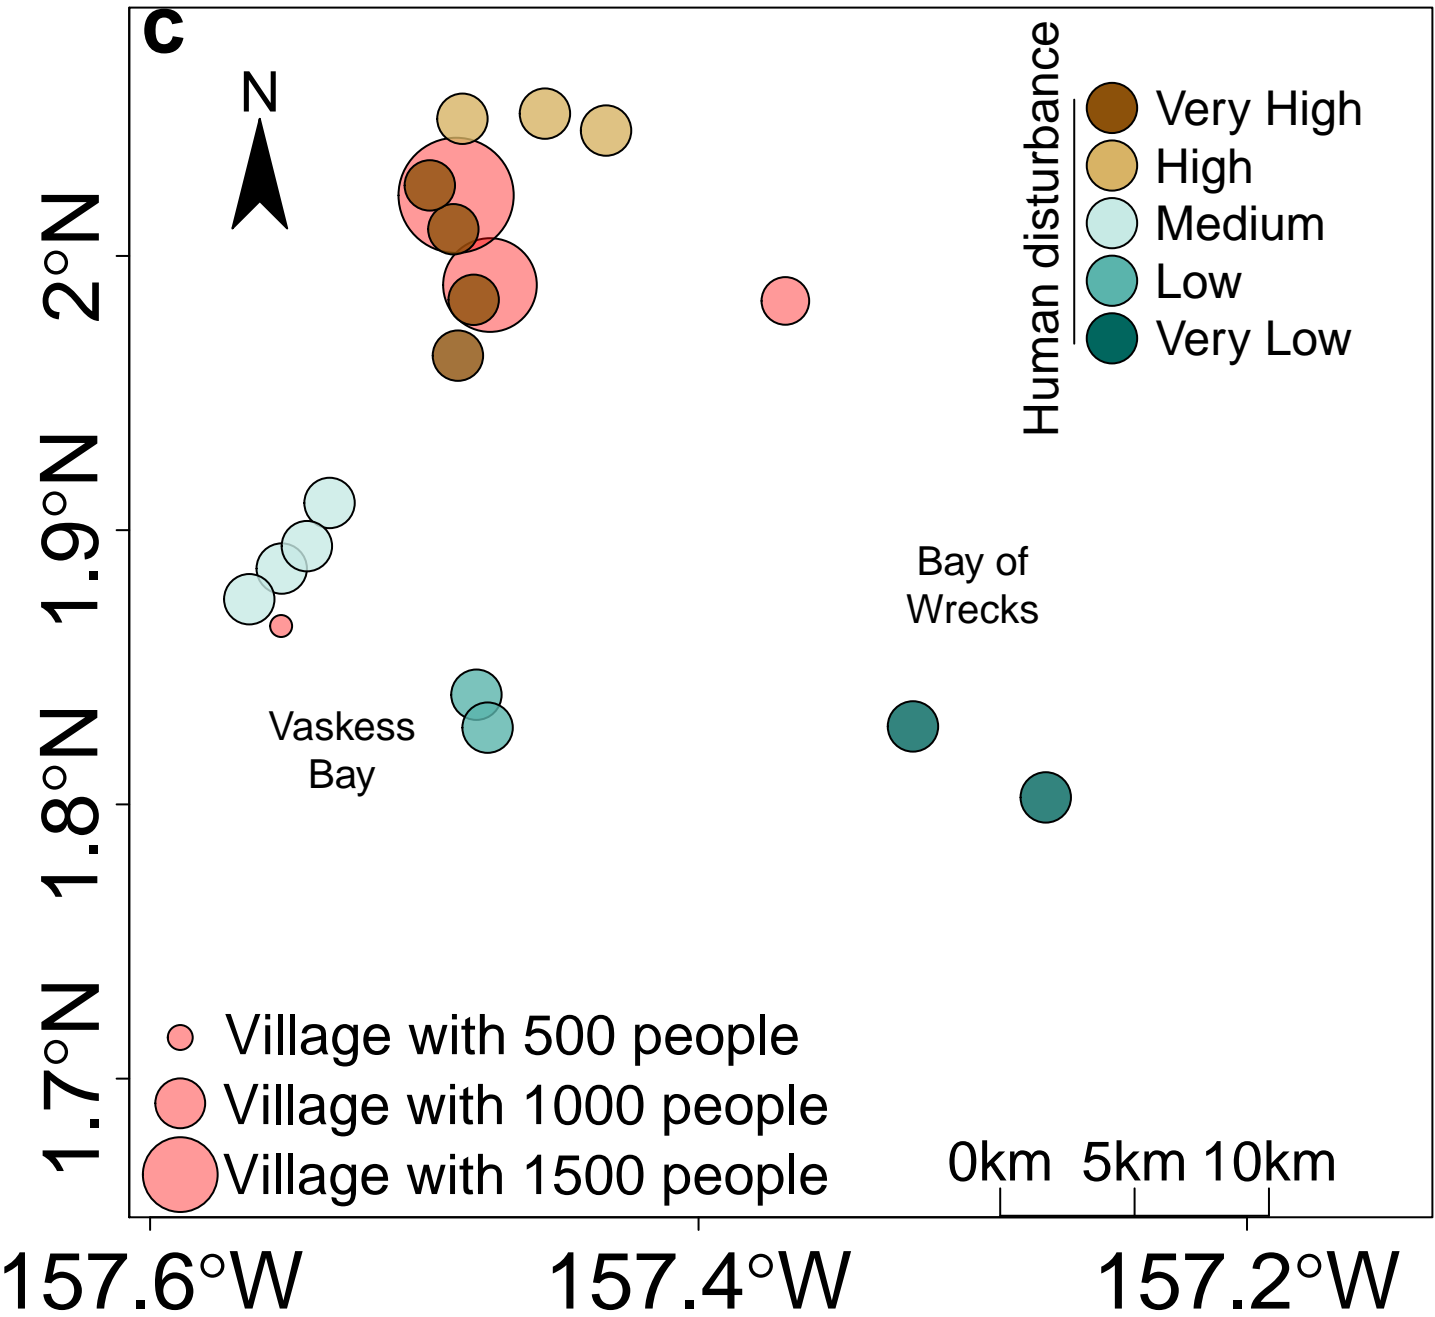 c
N
Human disturbance
Very High
High
Medium
Low
Very Low
2°N
1.9°N
1.8°N
1.7°N
Bay of
Wrecks
Vaskess
Bay
Village with 500 people
Village with 1000 people
Village with 1500 people
0km 5km 10km
157.6°W 157.4°W 157.2°W